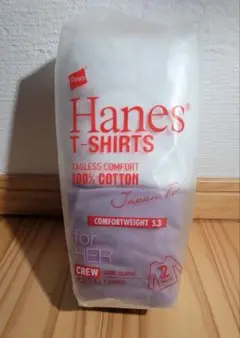 Hanes
Hanes®
T-SHIRTS
TAGLESS COMFORT
100% COTTON
Japan Fit
COMFORTWEIGHT 5.3
for
HER
CREW
2